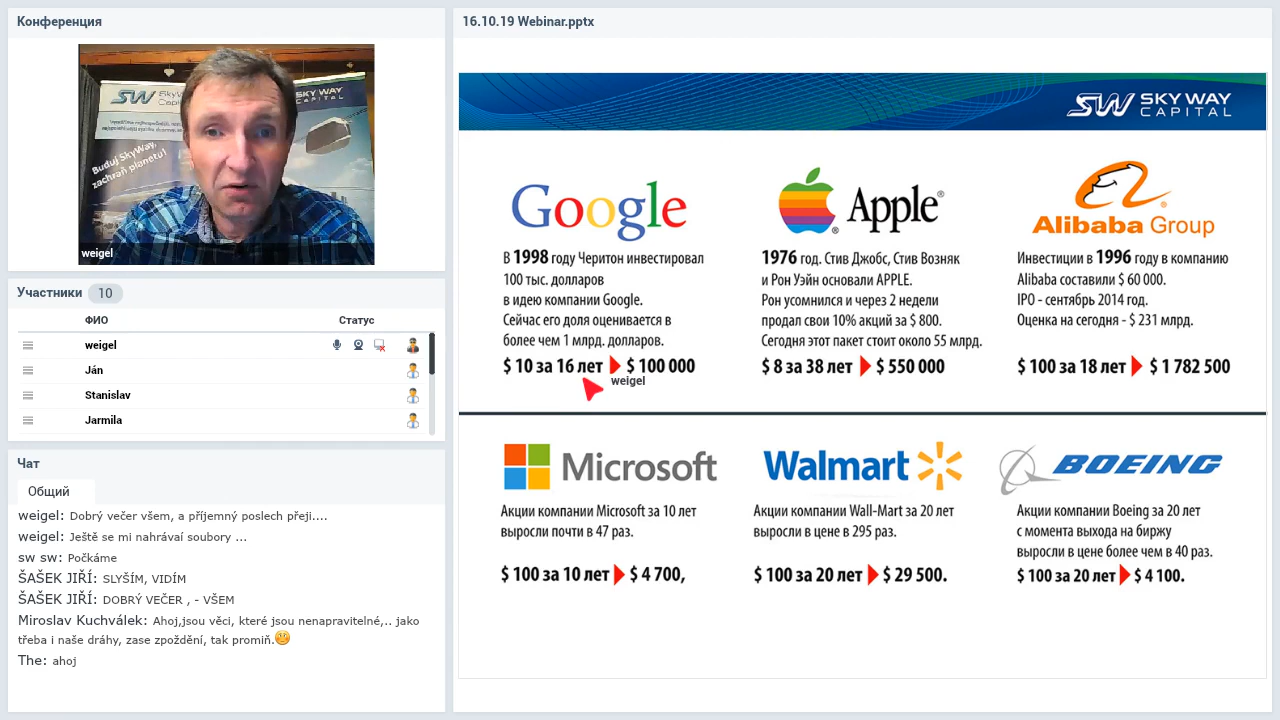 Конференция
SW SkyWay
Capital
SKY WAY
CAPITAL
Buduj SkyWay,
zachraň planetu!
weigel
Участники 10
ФИО Статус
weigel
Ján
Stanislav
Jarmila
Чат
Общий
weigel: Dobrý večer všem, a příjemný poslech přeji....
weigel: Ještě se mi nahrávaí soubory ...
sw sw: Počkáme
ŠAŠEK JIŘÍ: SLYŠÍM, VIDÍM
ŠAŠEK JIŘÍ: DOBRÝ VEČER , - VŠEM
Miroslav Kuchválek: Ahoj,jsou věci, které jsou nenapravitelné,.. jako
třeba i naše dráhy, zase zpoždění, tak promiň.
The: ahoj
16.10.19 Webinar.pptx
SW SKY WAY
CAPITAL
Google
В 1998 году Черитон инвестировал
100 тыс. долларов
в идею компании Google.
Сейчас его доля оценивается в
более чем 1 млрд. долларов.
$ 10 за 16 лет $ 100 000
weigel
Apple®
1976 год. Стив Джобс, Стив Возняк
и Рон Уэйн основали APPLE.
Рон усомнился и через 2 недели
продал свои 10% акций за $ 800.
Сегодня этот пакет стоит около 55 млрд.
$ 8 за 38 лет $ 550 000
Alibaba Group
Инвестиции в 1996 году в компанию
Alibaba составили $ 60 000.
IPO - сентябрь 2014 год.
Оценка на сегодня - $ 231 млрд.
$ 100 за 18 лет $ 1 782 500
Microsoft
Акции компании Microsoft за 10 лет
выросли почти в 47 раз.
$ 100 за 10 лет $ 4 700,
Walmart
Акции компании Wall-Mart за 20 лет
выросли в цене в 295 раз.
$ 100 за 20 лет $ 29 500.
BOEING
Акции компании Boeing за 20 лет
с момента выхода на биржу
выросли в цене более чем в 40 раз.
$ 100 за 20 лет $ 4 100.